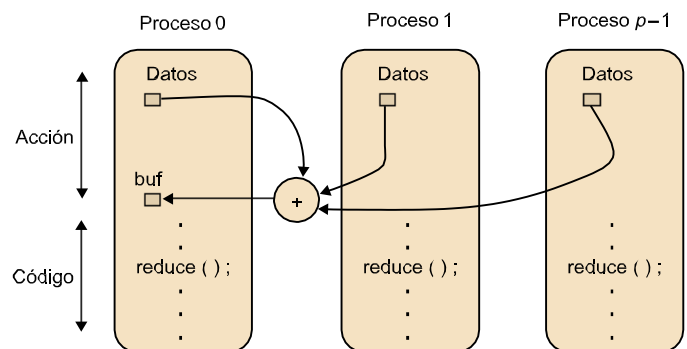 Proceso 0
Proceso 1
Proceso p−1
Datos
Datos
Datos
Acción
buf
+
reduce ( ) ;
reduce ( ) ;
reduce ( ) ;
Código